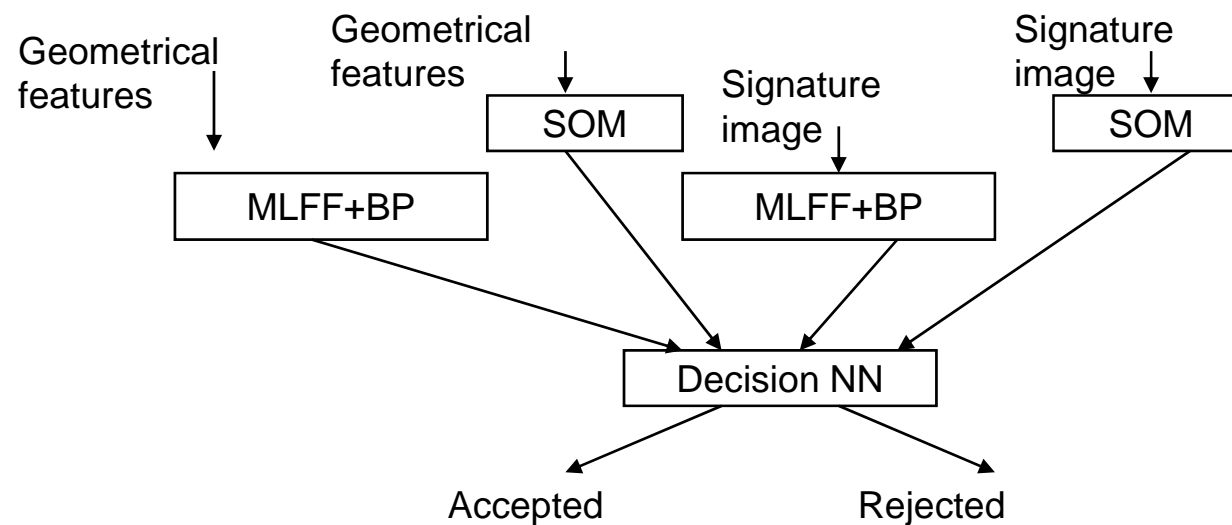 Geometrical
features
Geometrical
features
SOM
Signature
image
Signature
image
SOM
MLFF+BP
MLFF+BP
Decision NN
Accepted
Rejected